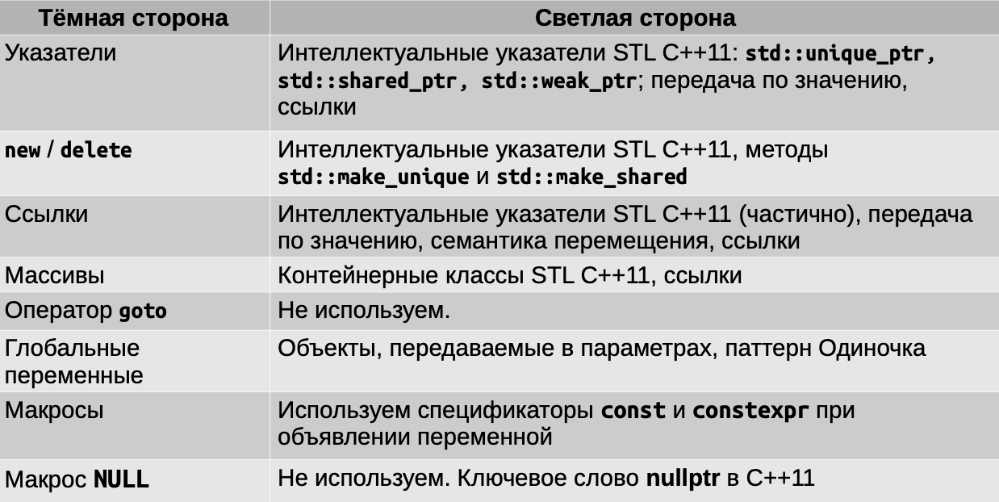 Тёмная сторона
Светлая сторона
Указатели
Интеллектуальные указатели STL C++11: std::unique_ptr,
std::shared_ptr, std::weak_ptr; передача по значению,
ссылки
new / delete
Интеллектуальные указатели STL C++11, методы
std::make_unique и std::make_shared
Ссылки
Интеллектуальные указатели STL C++11 (частично), передача
по значению, семантика перемещения, ссылки
Массивы
Контейнерные классы STL C++11, ссылки
Оператор goto
Не используем.
Глобальные
переменные
Объекты, передаваемые в параметрах, паттерн Одиночка
Макросы
Используем спецификаторы const и constexpr при
объявлении переменной
Макрос NULL
Не используем. Ключевое слово nullptr в C++11